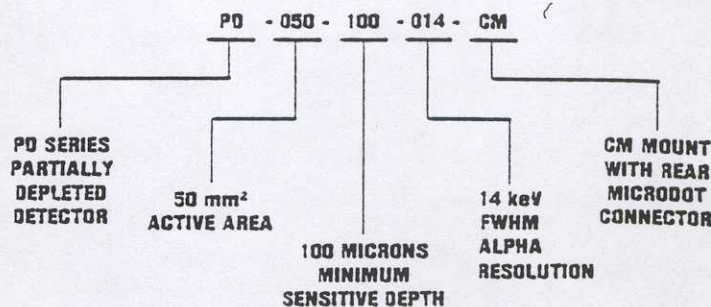 PD - 050 - 100 - 014 - CM
PD SERIES
PARTIALLY
DEPLETED
DETECTOR
50 mm²
ACTIVE AREA
100 MICRONS
MINIMUM
SENSITIVE DEPTH
14 keV
FWHM
ALPHA
RESOLUTION
CM MOUNT
WITH REAR
MICRODOT
CONNECTOR